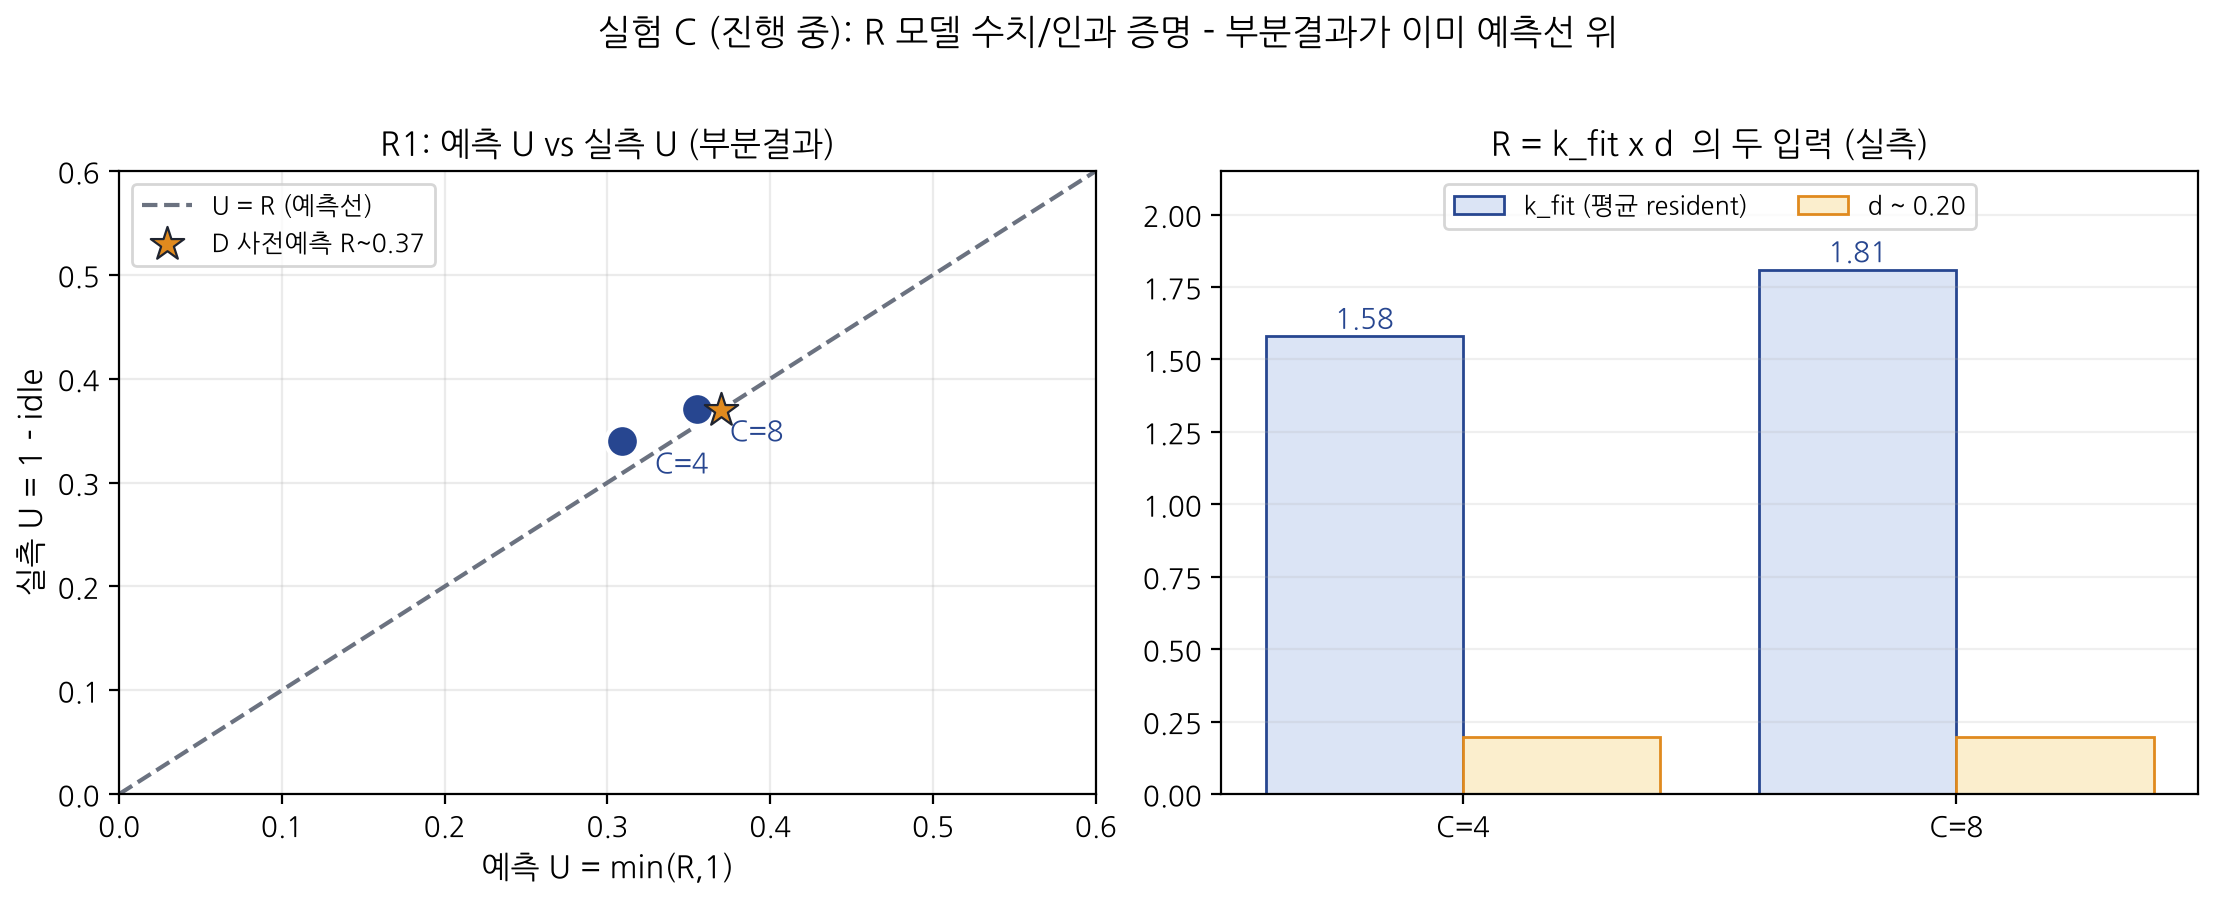 실험 C (진행 중): R 모델 수치/인과 증명 - 부분결과가 이미 예측선 위
R1: 예측 U vs 실측 U (부분결과)
U = R (예측선)
D 사전예측 R~0.37
실측 U = 1 - idle
0.6
0.5
0.4
0.3
0.2
0.1
0.0
C=8
C=4
0.0 0.1 0.2 0.3 0.4 0.5 0.6
예측 U = min(R,1)
R = k_fit x d 의 두 입력 (실측)
k_fit (평균 resident) d ~ 0.20
2.00
1.75
1.50
1.25
1.00
0.75
0.50
0.25
0.00
1.58
1.81
C=4 C=8